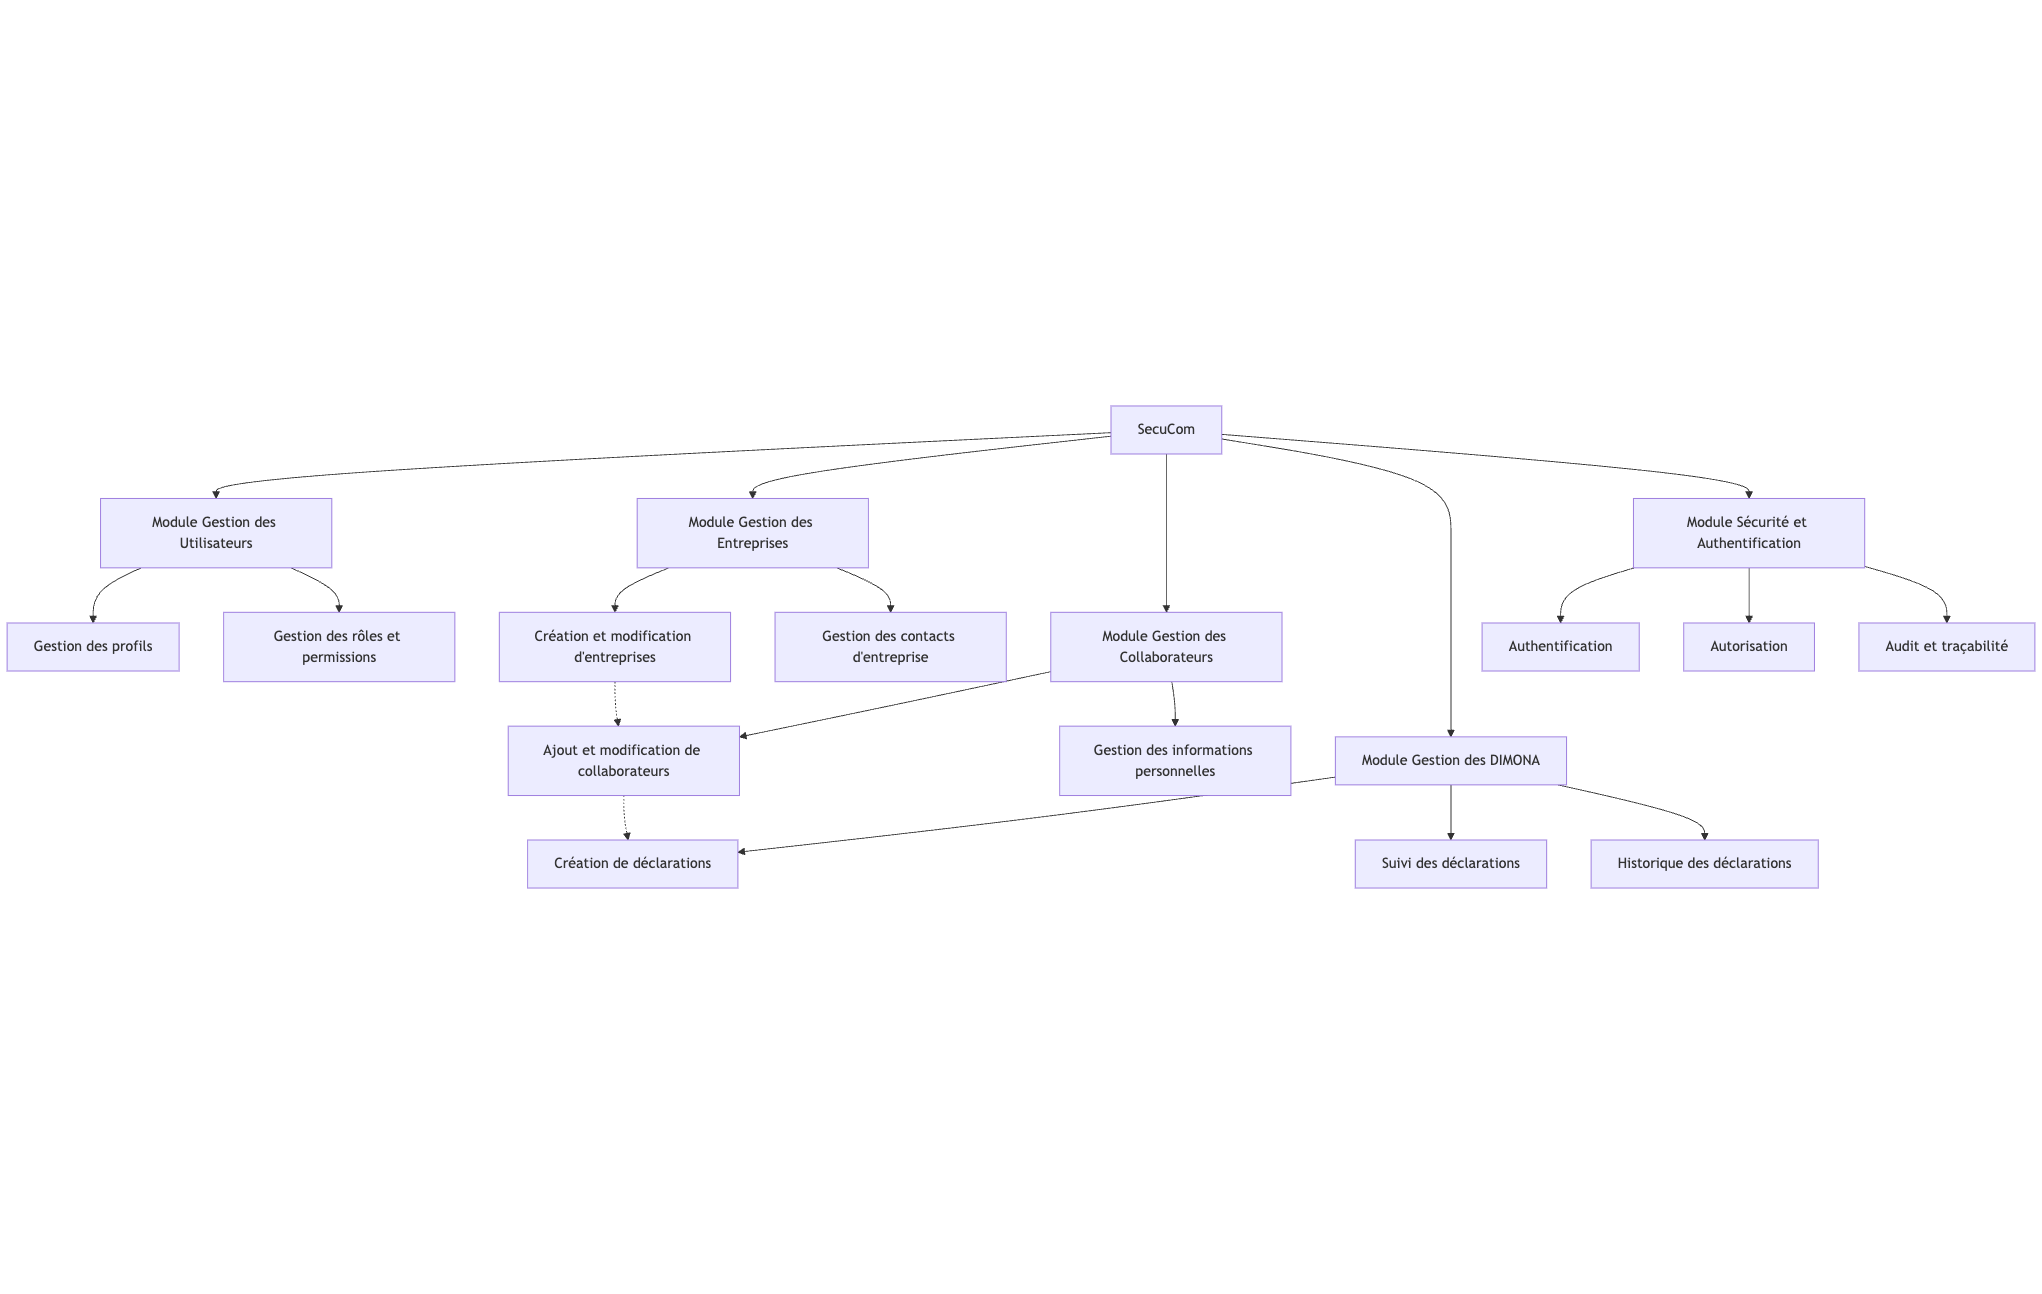 SecuCom
Module Gestion des
Utilisateurs
Module Gestion des
Entreprises
Module Sécurité et
Authentification
Gestion des profils
Gestion des rôles et
permissions
Création et modification
d'entreprises
Gestion des contacts
d'entreprise
Module Gestion des
Collaborateurs
Authentification
Autorisation
Audit et traçabilité
Ajout et modification de
collaborateurs
Gestion des informations
personnelles
Module Gestion des DIMONA
Création de déclarations
Suivi des déclarations
Historique des déclarations